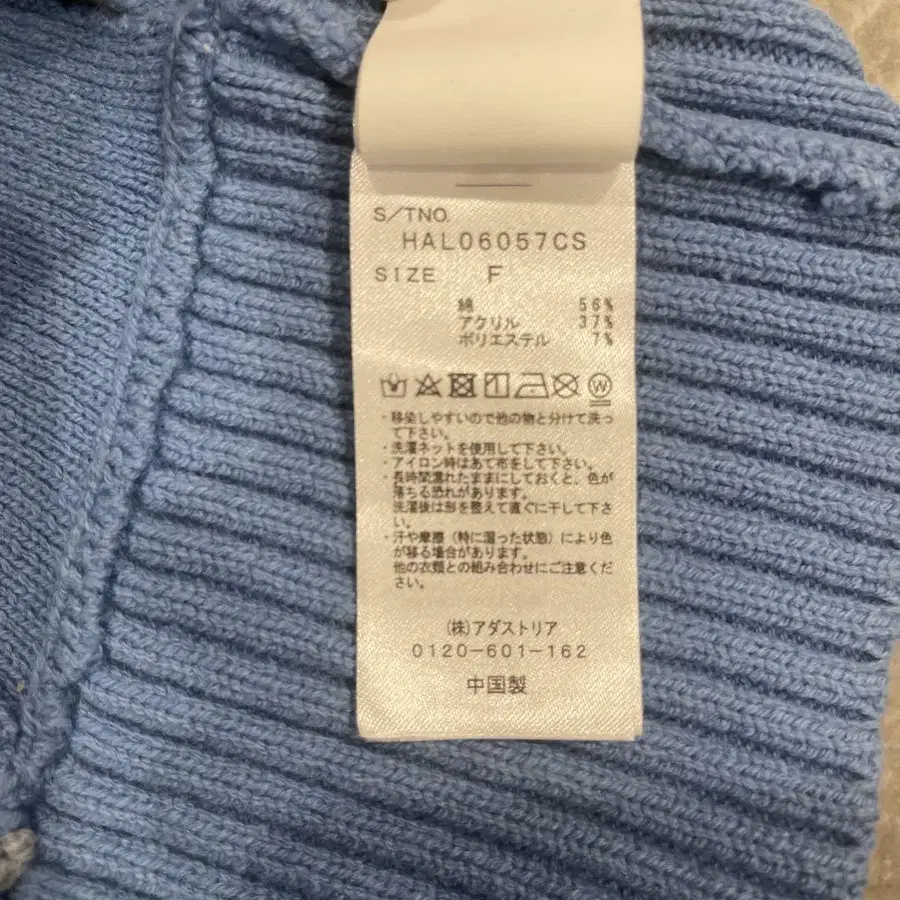 S/TNO.
HAL06057CS
SIZE F
綿 56%
アクリル 37%
ポリエステル 7%
W
・移染しやすいので他の物と分けて洗っ
て下さい。
・洗濯ネットを使用して下さい。
・アイロン時はあて布をして下さい。
・長時間濡れたままにしておくと、色が
落ちる恐れがあります。
洗濯後は形を整えて直ぐに干して下さ
い。
・汗や摩擦（特に湿った状態）により色
が移る場合があります。
他の衣類との組み合わせにご注意くだ
さい。
(株)アダストリア
0120-601-162
中国製